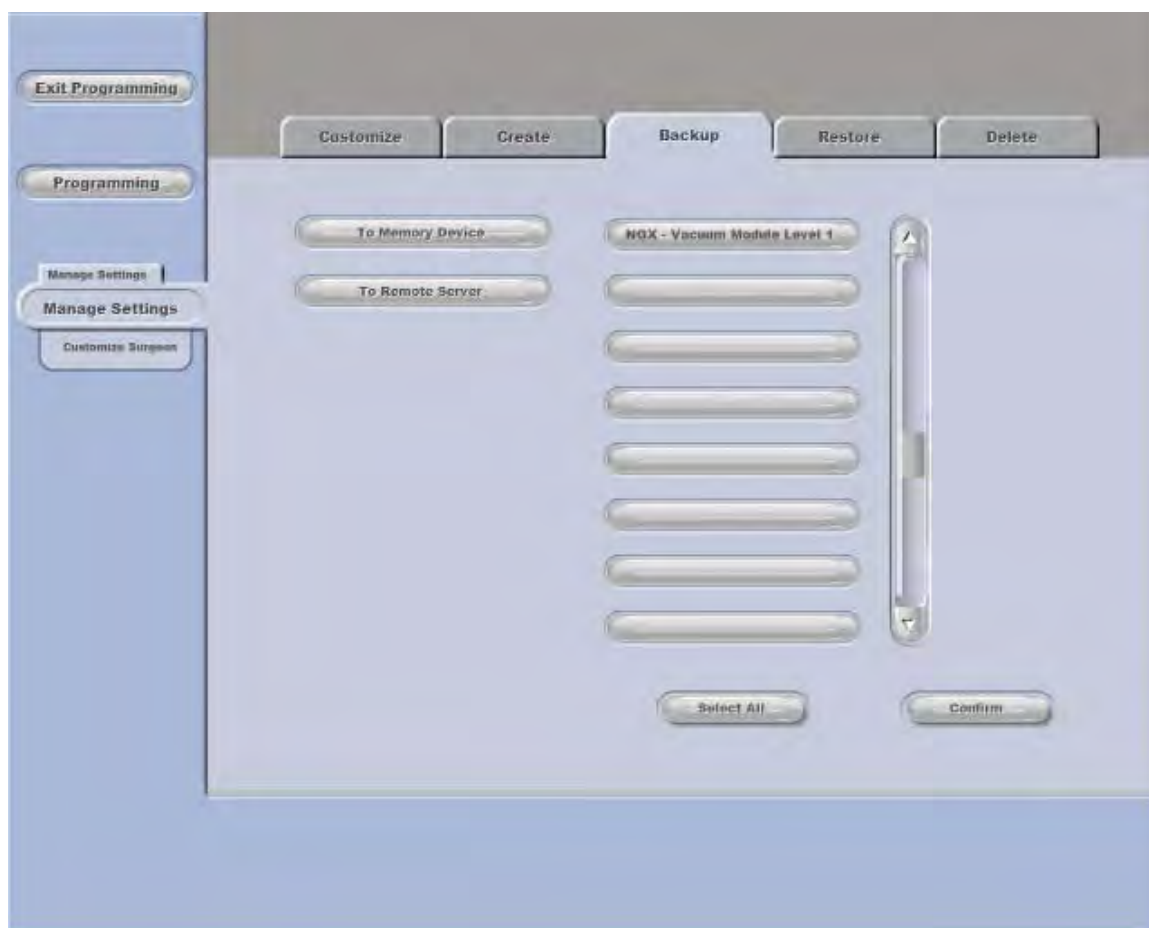 Exit Programming
Programming
Manage Settings
Manage Settings
Customize Surgeon
Customize
Create
Backup
Restore
Delete
To Memory Device
To Remote Server
NGX - Vacuum Module Level 1
Select All
Confirm